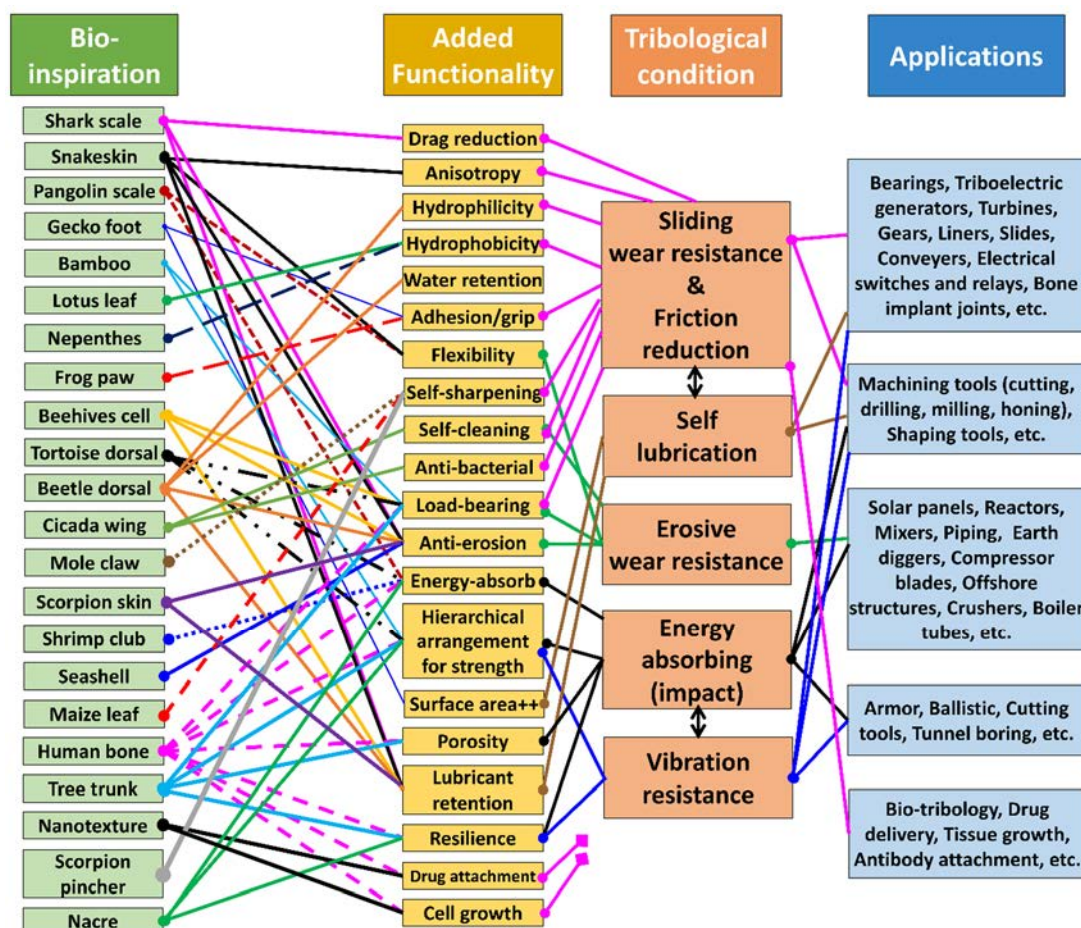 Bio-
inspiration
Shark scale
Snakeskin
Pangolin scale
Gecko foot
Bamboo
Lotus leaf
Nepenthes
Frog paw
Beehives cell
Tortoise dorsal
Beetle dorsal
Cicada wing
Mole claw
Scorpion skin
Shrimp club
Seashell
Maize leaf
Human bone
Tree trunk
Nanotexture
Scorpion
pincher
Nacre
Added
Functionality
Drag reduction
Anisotropy
Hydrophilicity
Hydrophobicity
Water retention
Adhesion/grip
Flexibility
Self-sharpening
Self-cleaning
Anti-bacterial
Load-bearing
Anti-erosion
Energy-absorb
Hierarchical
arrangement
for strength
Surface area++
Porosity
Lubricant
retention
Resilience
Drug attachment
Cell growth
Tribological
condition
Sliding
wear resistance
&
Friction
reduction
Self
lubrication
Erosive
wear resistance
Energy
absorbing
(impact)
Vibration
resistance
Applications
Bearings, Triboelectric
generators, Turbines,
Gears, Liners, Slides,
Conveyers, Electrical
switches and relays, Bone
implant joints, etc.
Machining tools (cutting,
drilling, milling, honing),
Shaping tools, etc.
Solar panels, Reactors,
Mixers, Piping, Earth
diggers, Compressor
blades, Offshore
structures, Crushers, Boiler
tubes, etc.
Armor, Ballistic, Cutting
tools, Tunnel boring, etc.
Bio-tribology, Drug
delivery, Tissue growth,
Antibody attachment, etc.